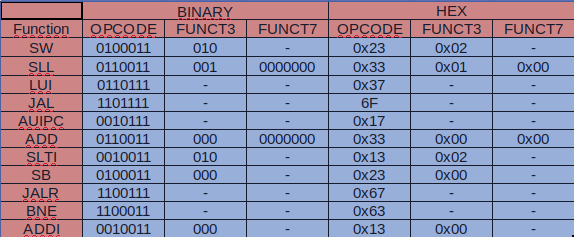 BINARY HEX
Function OPCODE FUNCT3 FUNCT7 OPCODE FUNCT3 FUNCT7
SW 0100011 010 - 0x23 0x02 -
SLL 0110011 001 0000000 0x33 0x01 0x00
LUI 0110111 - - 0x37 - -
JAL 1101111 - - 6F - -
AUIPC 0010111 - - 0x17 - -
ADD 0110011 000 0000000 0x33 0x00 0x00
SLTI 0010011 010 - 0x13 0x02 -
SB 0100011 000 - 0x23 0x00 -
JALR 1100111 - - 0x67 - -
BNE 1100011 - - 0x63 - -
ADDI 0010011 000 - 0x13 0x00 -